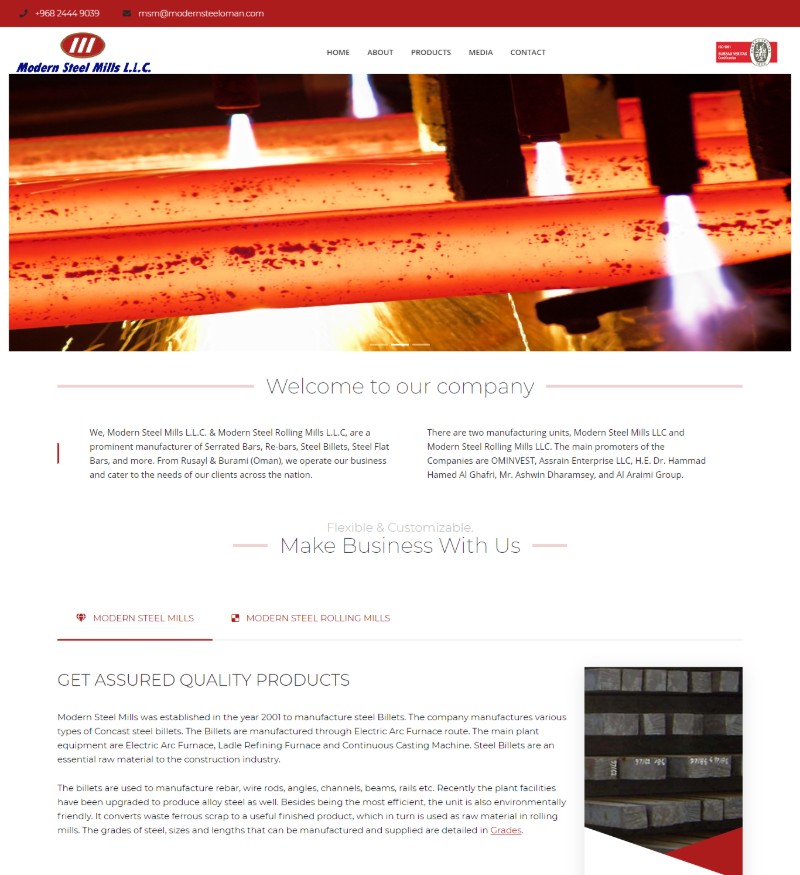 +968 2444 9039
msm@modernsteeloman.com
Modern Steel Mills L.L.C.
HOME
ABOUT
PRODUCTS
MEDIA
CONTACT
ISO 9001
BUREAU VERITAS
Certification
Welcome to our company
We, Modern Steel Mills L.L.C. & Modern Steel Rolling Mills L.L.C, are a
prominent manufacturer of Serrated Bars, Re-bars, Steel Billets, Steel Flat
Bars, and more. From Rusayl & Burami (Oman), we operate our business
and cater to the needs of our clients across the nation.
There are two manufacturing units, Modern Steel Mills LLC and
Modern Steel Rolling Mills LLC. The main promoters of the
Companies are OMINVEST, Assrain Enterprise LLC, H.E. Dr. Hammad
Hamed Al Ghafri, Mr. Ashwin Dharamsey, and Al Araimi Group.
Flexible & Customizable.
Make Business With Us
MODERN STEEL MILLS
MODERN STEEL ROLLING MILLS
GET ASSURED QUALITY PRODUCTS
Modern Steel Mills was established in the year 2001 to manufacture steel Billets. The company manufactures various
types of Concast steel billets. The Billets are manufactured through Electric Arc Furnace route. The main plant
equipment are Electric Arc Furnace, Ladle Refining Furnace and Continuous Casting Machine. Steel Billets are an
essential raw material to the construction industry.
The billets are used to manufacture rebar, wire rods, angles, channels, beams, rails etc. Recently the plant facilities
have been upgraded to produce alloy steel as well. Besides being the most efficient, the unit is also environmentally
friendly. It converts waste ferrous scrap to a useful finished product, which in turn is used as raw material in rolling
mills. The grades of steel, sizes and lengths that can be manufactured and supplied are detailed in Grades.